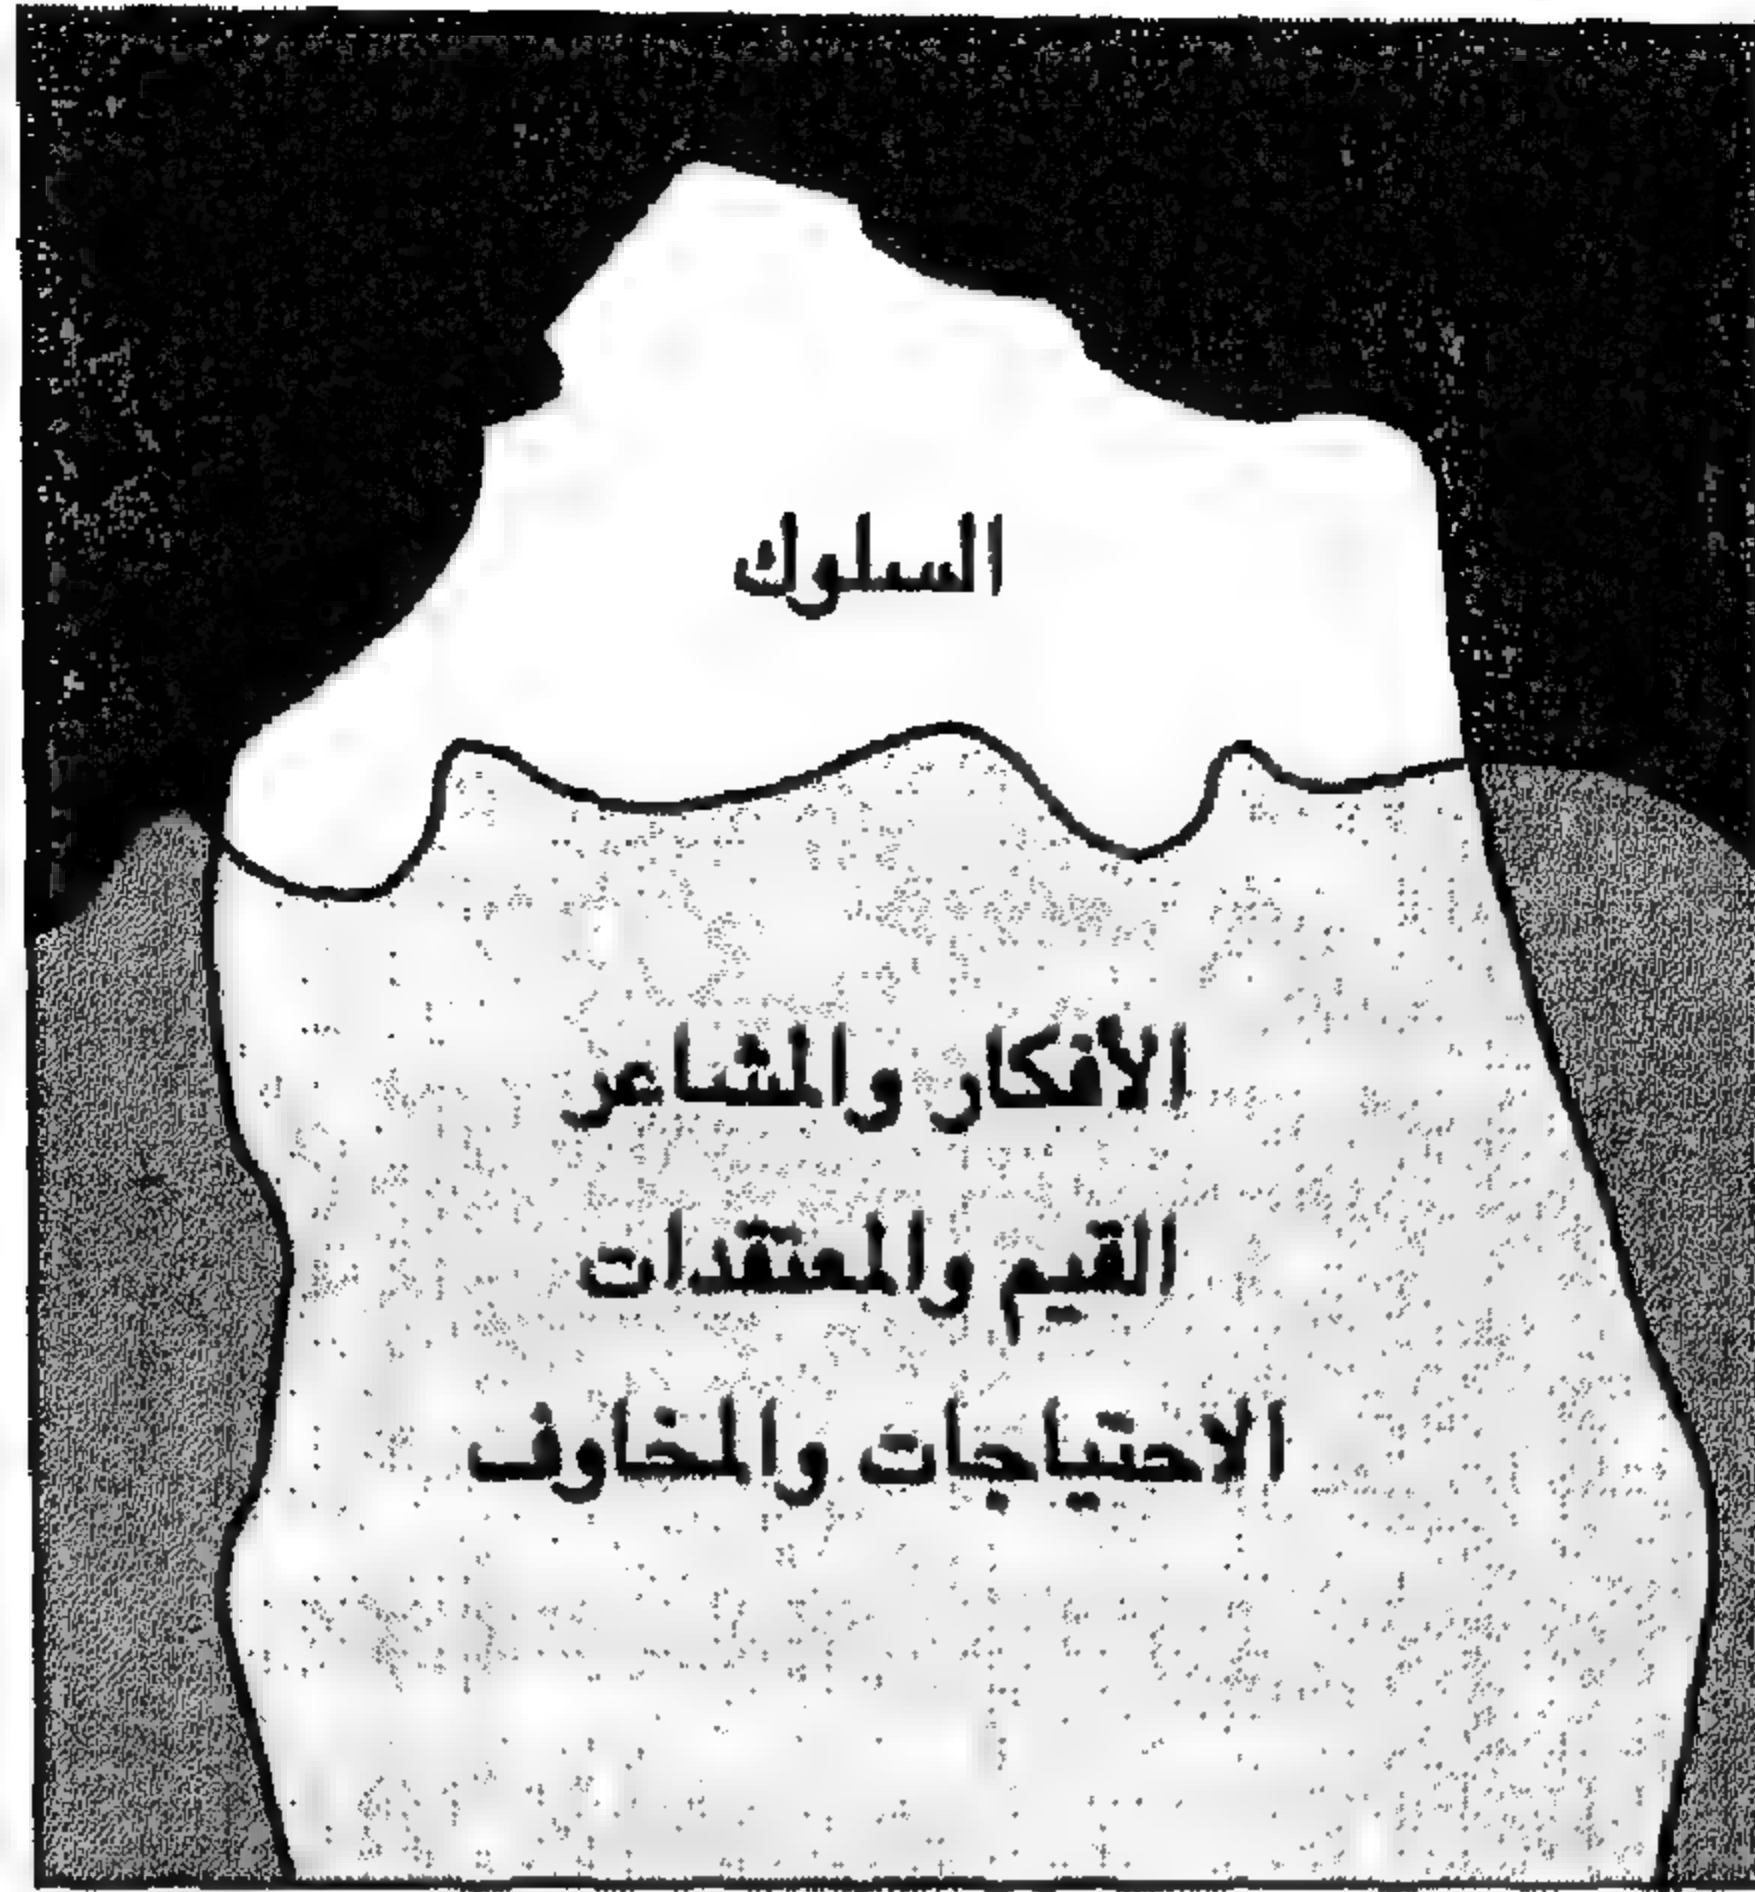 السلوك
الأفكار والمشاعر
القيم والمعتقدات
الاحتياجات والمخاوف